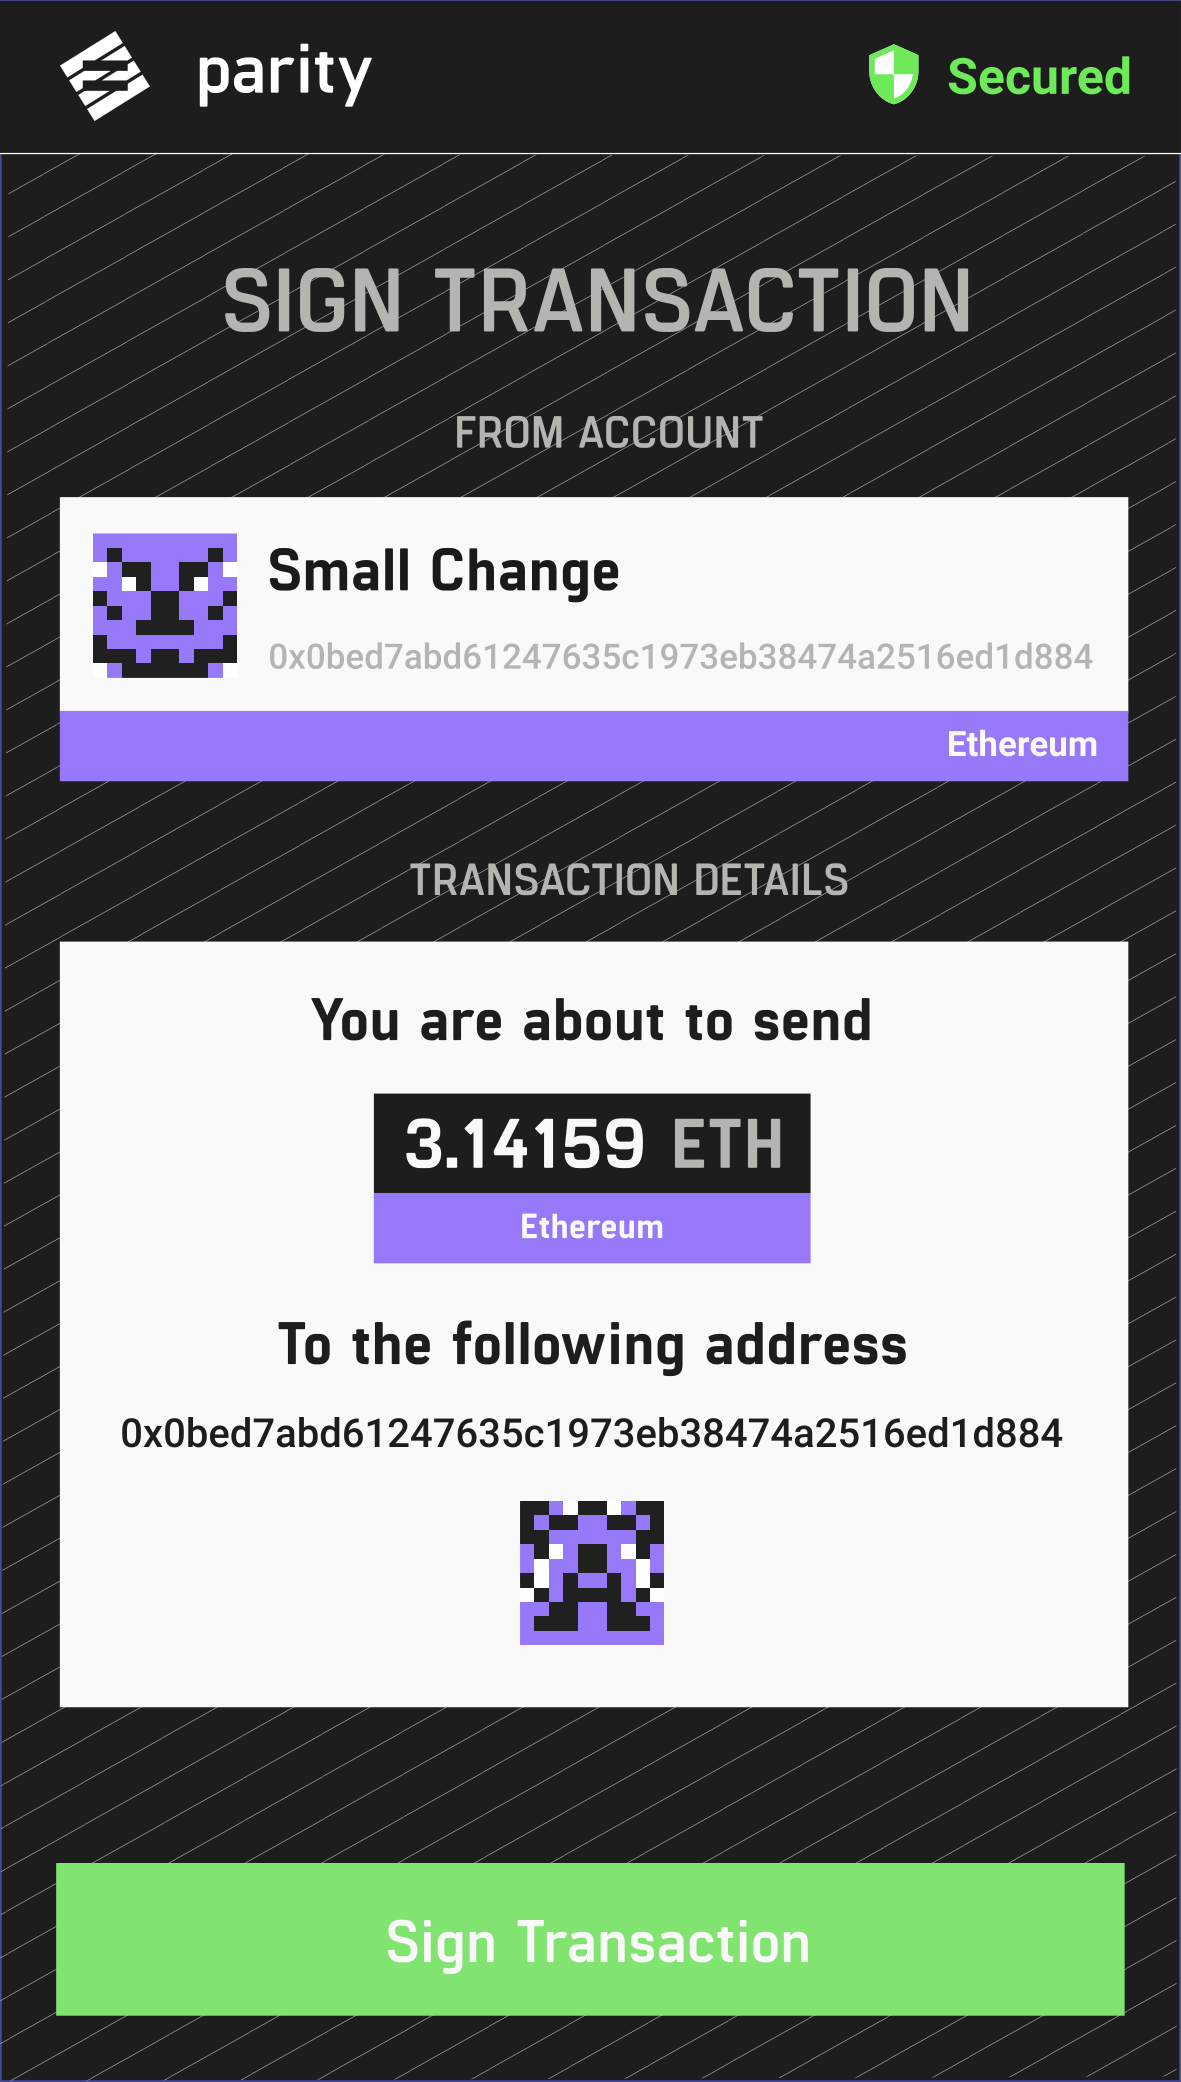 parity
Secured
SIGN TRANSACTION
FROM ACCOUNT
Small Change
0x0bed7abd61247635c1973eb38474a2516ed1d884
Ethereum
TRANSACTION DETAILS
You are about to send
3.14159 ETH
Ethereum
To the following address
0x0bed7abd61247635c1973eb38474a2516ed1d884
Sign Transaction